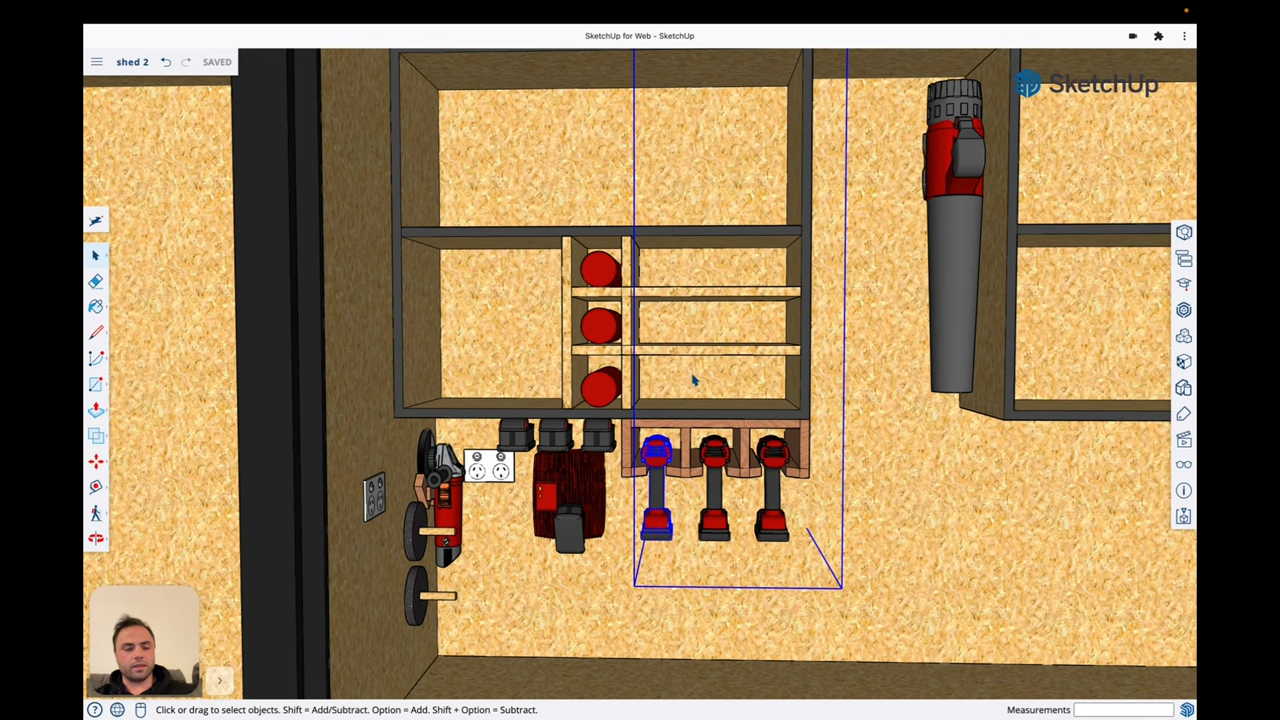 SketchUp for Web - SketchUp
shed 2 SAVED
SketchUp
Click or drag to select objects. Shift = Add/Subtract. Option = Add. Shift + Option = Subtract.
Measurements